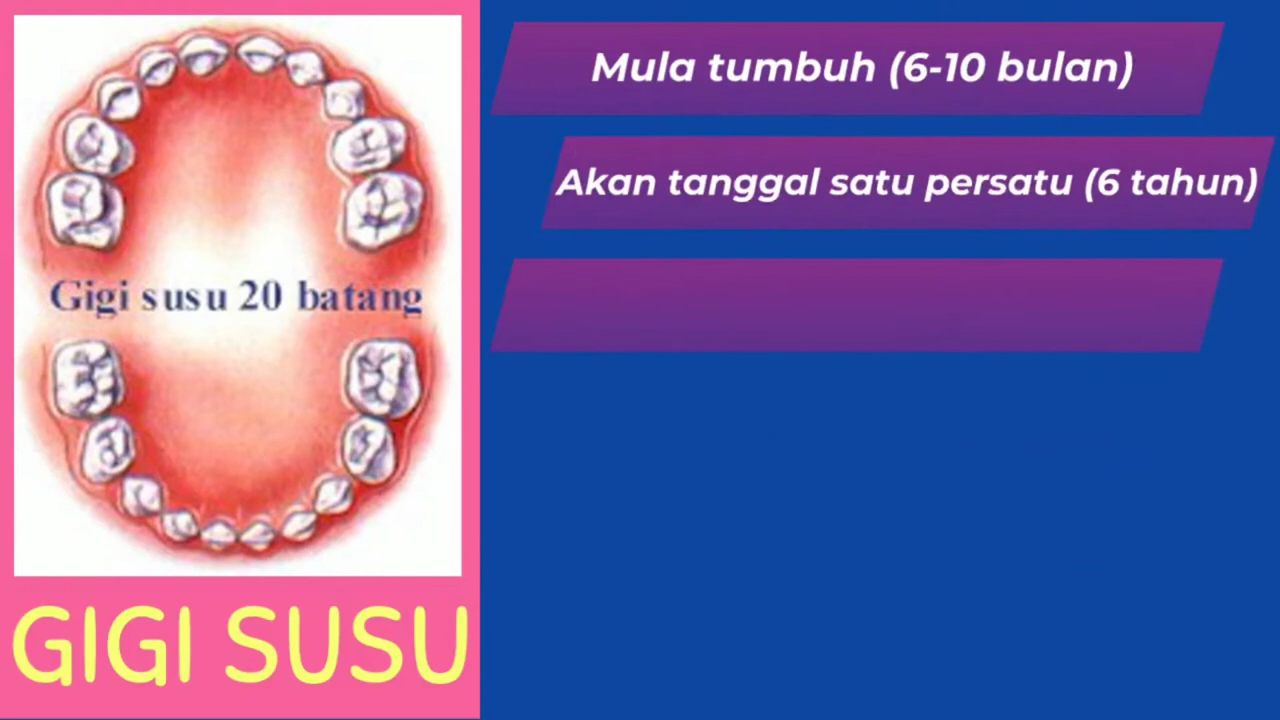 Mula tumbuh (6-10 bulan)
Akan tanggal satu persatu (6 tahun)
Gigi susu 20 batang
GIGI SUSU